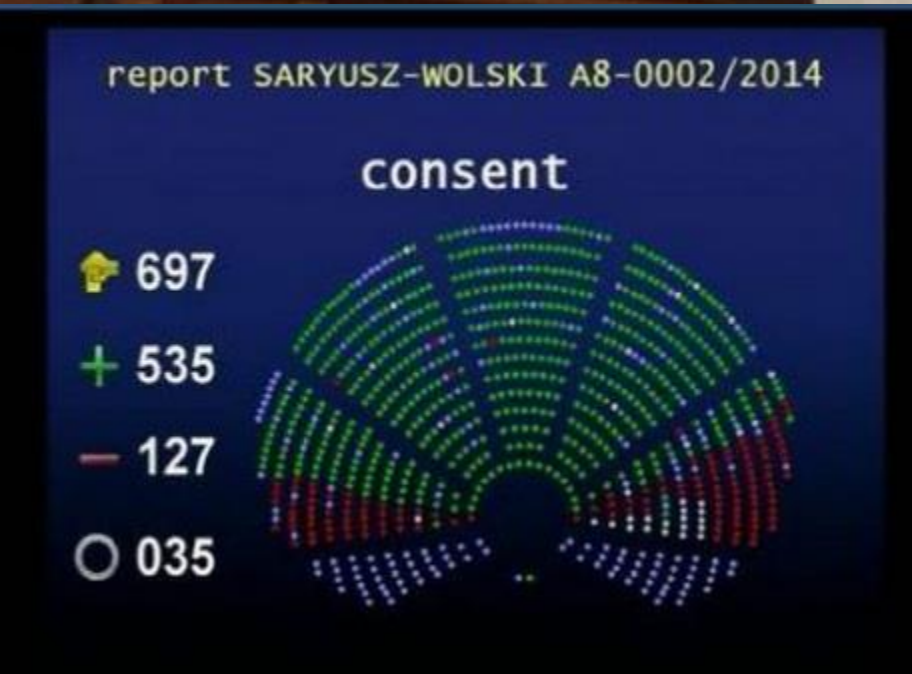 report SARYUSZ-WOLSKI A8-0002/2014
consent
697
+ 535
- 127
035